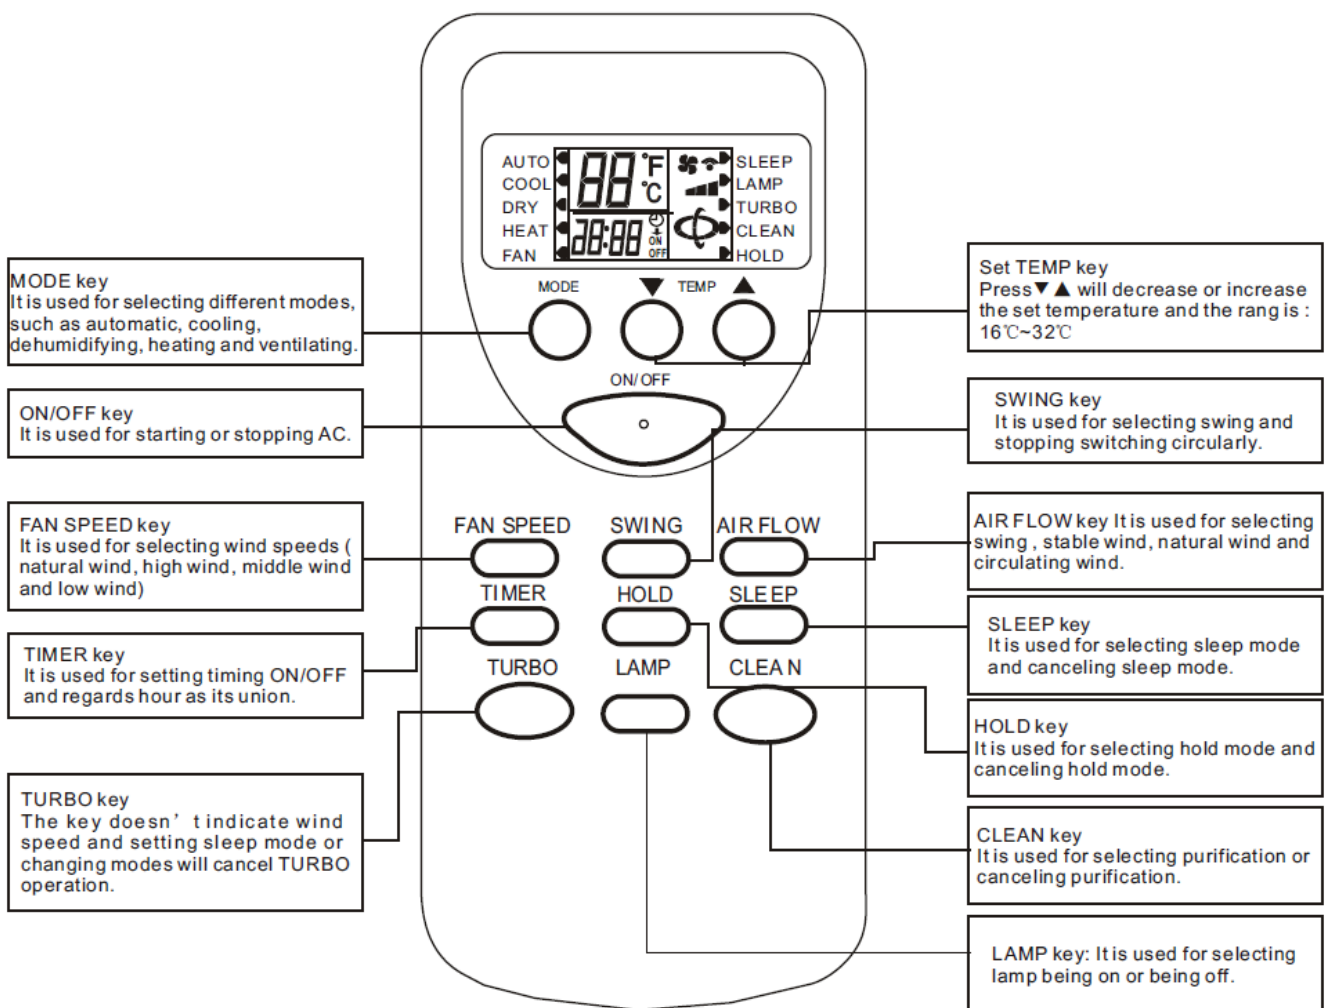 AUTO
COOL
DRY
HEAT
FAN
88 °F
°C
28:88 ON
OFF
SLEEP
LAMP
TURBO
CLEAN
HOLD
MODE ▼ TEMP ▲
ON/OFF
FAN SPEED SWING AIR FLOW
TIMER HOLD SLEEP
TURBO LAMP CLEAN
MODE key
It is used for selecting different modes,
such as automatic, cooling,
dehumidifying, heating and ventilating.
ON/OFF key
It is used for starting or stopping AC.
FAN SPEED key
It is used for selecting wind speeds (
natural wind, high wind, middle wind
and low wind)
TIMER key
It is used for setting timing ON/OFF
and regards hour as its union.
TURBO key
The key doesn't indicate wind
speed and setting sleep mode or
changing modes will cancel TURBO
operation.
Set TEMP key
Press▼ ▲ will decrease or increase
the set temperature and the rang is :
16℃~32℃
SWING key
It is used for selecting swing and
stopping switching circularly.
AIR FLOW key It is used for selecting
swing , stable wind, natural wind and
circulating wind.
SLEEP key
It is used for selecting sleep mode
and canceling sleep mode.
HOLD key
It is used for selecting hold mode and
canceling hold mode.
CLEAN key
It is used for selecting purification or
canceling purification.
LAMP key: It is used for selecting
lamp being on or being off.